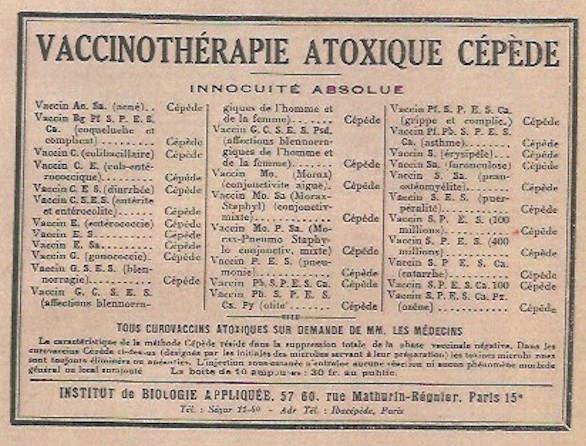 VACCINOTHÉRAPIE ATOXIQUE CÉPÈDE
INNOCUITÉ ABSOLUE
Vaccin Ac. Sa. (acné).. Cépède
Vaccin Bg Pf S. P. E. S.
Ca. (coqueluche et
complicat)........ Cépède
Vaccin C. (colibacillaire) Cépède
Vaccin C. E. (coli-enté-
rococcique)........ Cépède
Vaccin C. E. S. (diarrhée) Cépède
Vaccin C. S.E.S. (entérite
et entérocolite)...... Cépède
Vaccin E. (entérococcie) Cépède
Vaccin E............ Cépède
Vaccin E. Sa......... Cépède
Vaccin G. (gonococcie). Cépède
Vaccin G. S. E. S. (blen-
norragie)........... Cépède
Vaccin G. C. S. E. S.
(affections blennorra-
giques de l'homme et
de la femme)........ Cépède
Vaccin G. C. S. E. S. Psd.
(affections blennorra-
giques de l'homme et
de la femme)........ Cépède
Vaccin Mo. (Morax)
(conjonctivite aiguë). Cépède
Vaccin Mo. Sa (Morax-
Staphyl) (conjonctiv-
mixte)............. Cépède
Vaccin Mo. P. Sa. (Mo-
rax-Pneumo Staphy-
lo conjonctiv. mixte) Cépède
Vaccin P. E. S. (pneu-
monie)............. Cépède
Vaccin Pb. S. P. E. S. Ca. Cépède
Vaccin Pb. S. P. E. S.
Cs. Py (otite)........ Cépède
Vaccin Pf. S. P. E. S. Ca.
(grippe et complic.) Cépède
Vaccin Pf. Pb. S. P. E. S.
Ca. (asthme)........ Cépède
Vaccin S. (érysipèle)... Cépède
Vaccin Sa. (furonculose) Cépède
Vaccin S. Sa. (
ostéomyélite)........ Cépède
Vaccin S. E. S. (puer-
péralité)............ Cépède
Vaccin S. P. E. S. (100
millions)........... Cépède
Vaccin S. P. E. S. (400
millions)........... Cépède
Vaccin S. P. E. S. Ca.
(catarrhe).......... Cépède
Vaccin S. P. E. S. Ca. 100 Cépède
Vaccin S. P. E. S. Ca. Pz.
(ozène)............. Cépède
TOUS CUROVACCINS ATOXIQUES SUR DEMANDE DE MM. LES MÉDECINS
La caractéristique de la méthode Cépède réside dans la suppression totale de la phase vaccinale négative. Dans les
curovaccins Cépède ci-dessus (désignés par les initiales des microbes servant à leur préparation) les toxines microbiennes
sont toujours éliminées ou anéanties. L'injection sous-cutanée n'entraîne aucune réaction ni aucun phénomène morbide
général ou local surajouté La boîte de 10 ampoules : 30 fr. au public.
INSTITUT de BIOLOGIE APPLIQUÉE. 57 60. rue Mathurin-Régnier. Paris 15e
Tél. : Ségur 11-60 - Adr Tél. : Ibacépède, Paris